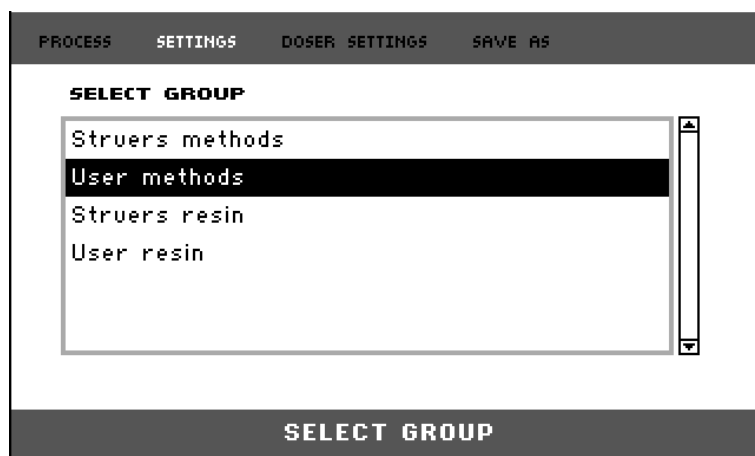 PROCESS SETTINGS DOSER SETTINGS SAVE AS
SELECT GROUP
Struers methods
User methods
Struers resin
User resin
SELECT GROUP